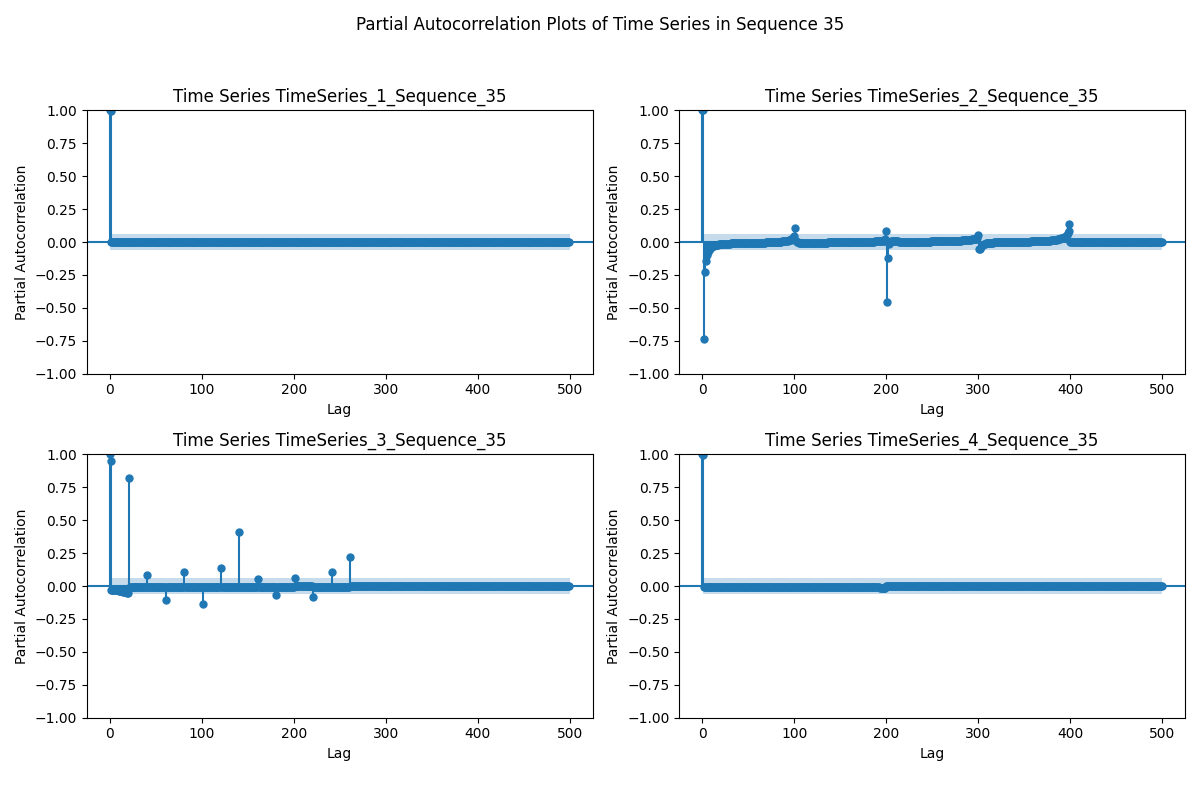 Partial Autocorrelation Plots of Time Series in Sequence 35
Time Series TimeSeries_1_Sequence_35
Partial Autocorrelation
1.00
0.75
0.50
0.25
0.00
−0.25
−0.50
−0.75
−1.00
0 100 200 300 400 500
Lag
Time Series TimeSeries_2_Sequence_35
Partial Autocorrelation
1.00
0.75
0.50
0.25
0.00
−0.25
−0.50
−0.75
−1.00
0 100 200 300 400 500
Lag
Time Series TimeSeries_3_Sequence_35
Partial Autocorrelation
1.00
0.75
0.50
0.25
0.00
−0.25
−0.50
−0.75
−1.00
0 100 200 300 400 500
Lag
Time Series TimeSeries_4_Sequence_35
Partial Autocorrelation
1.00
0.75
0.50
0.25
0.00
−0.25
−0.50
−0.75
−1.00
0 100 200 300 400 500
Lag